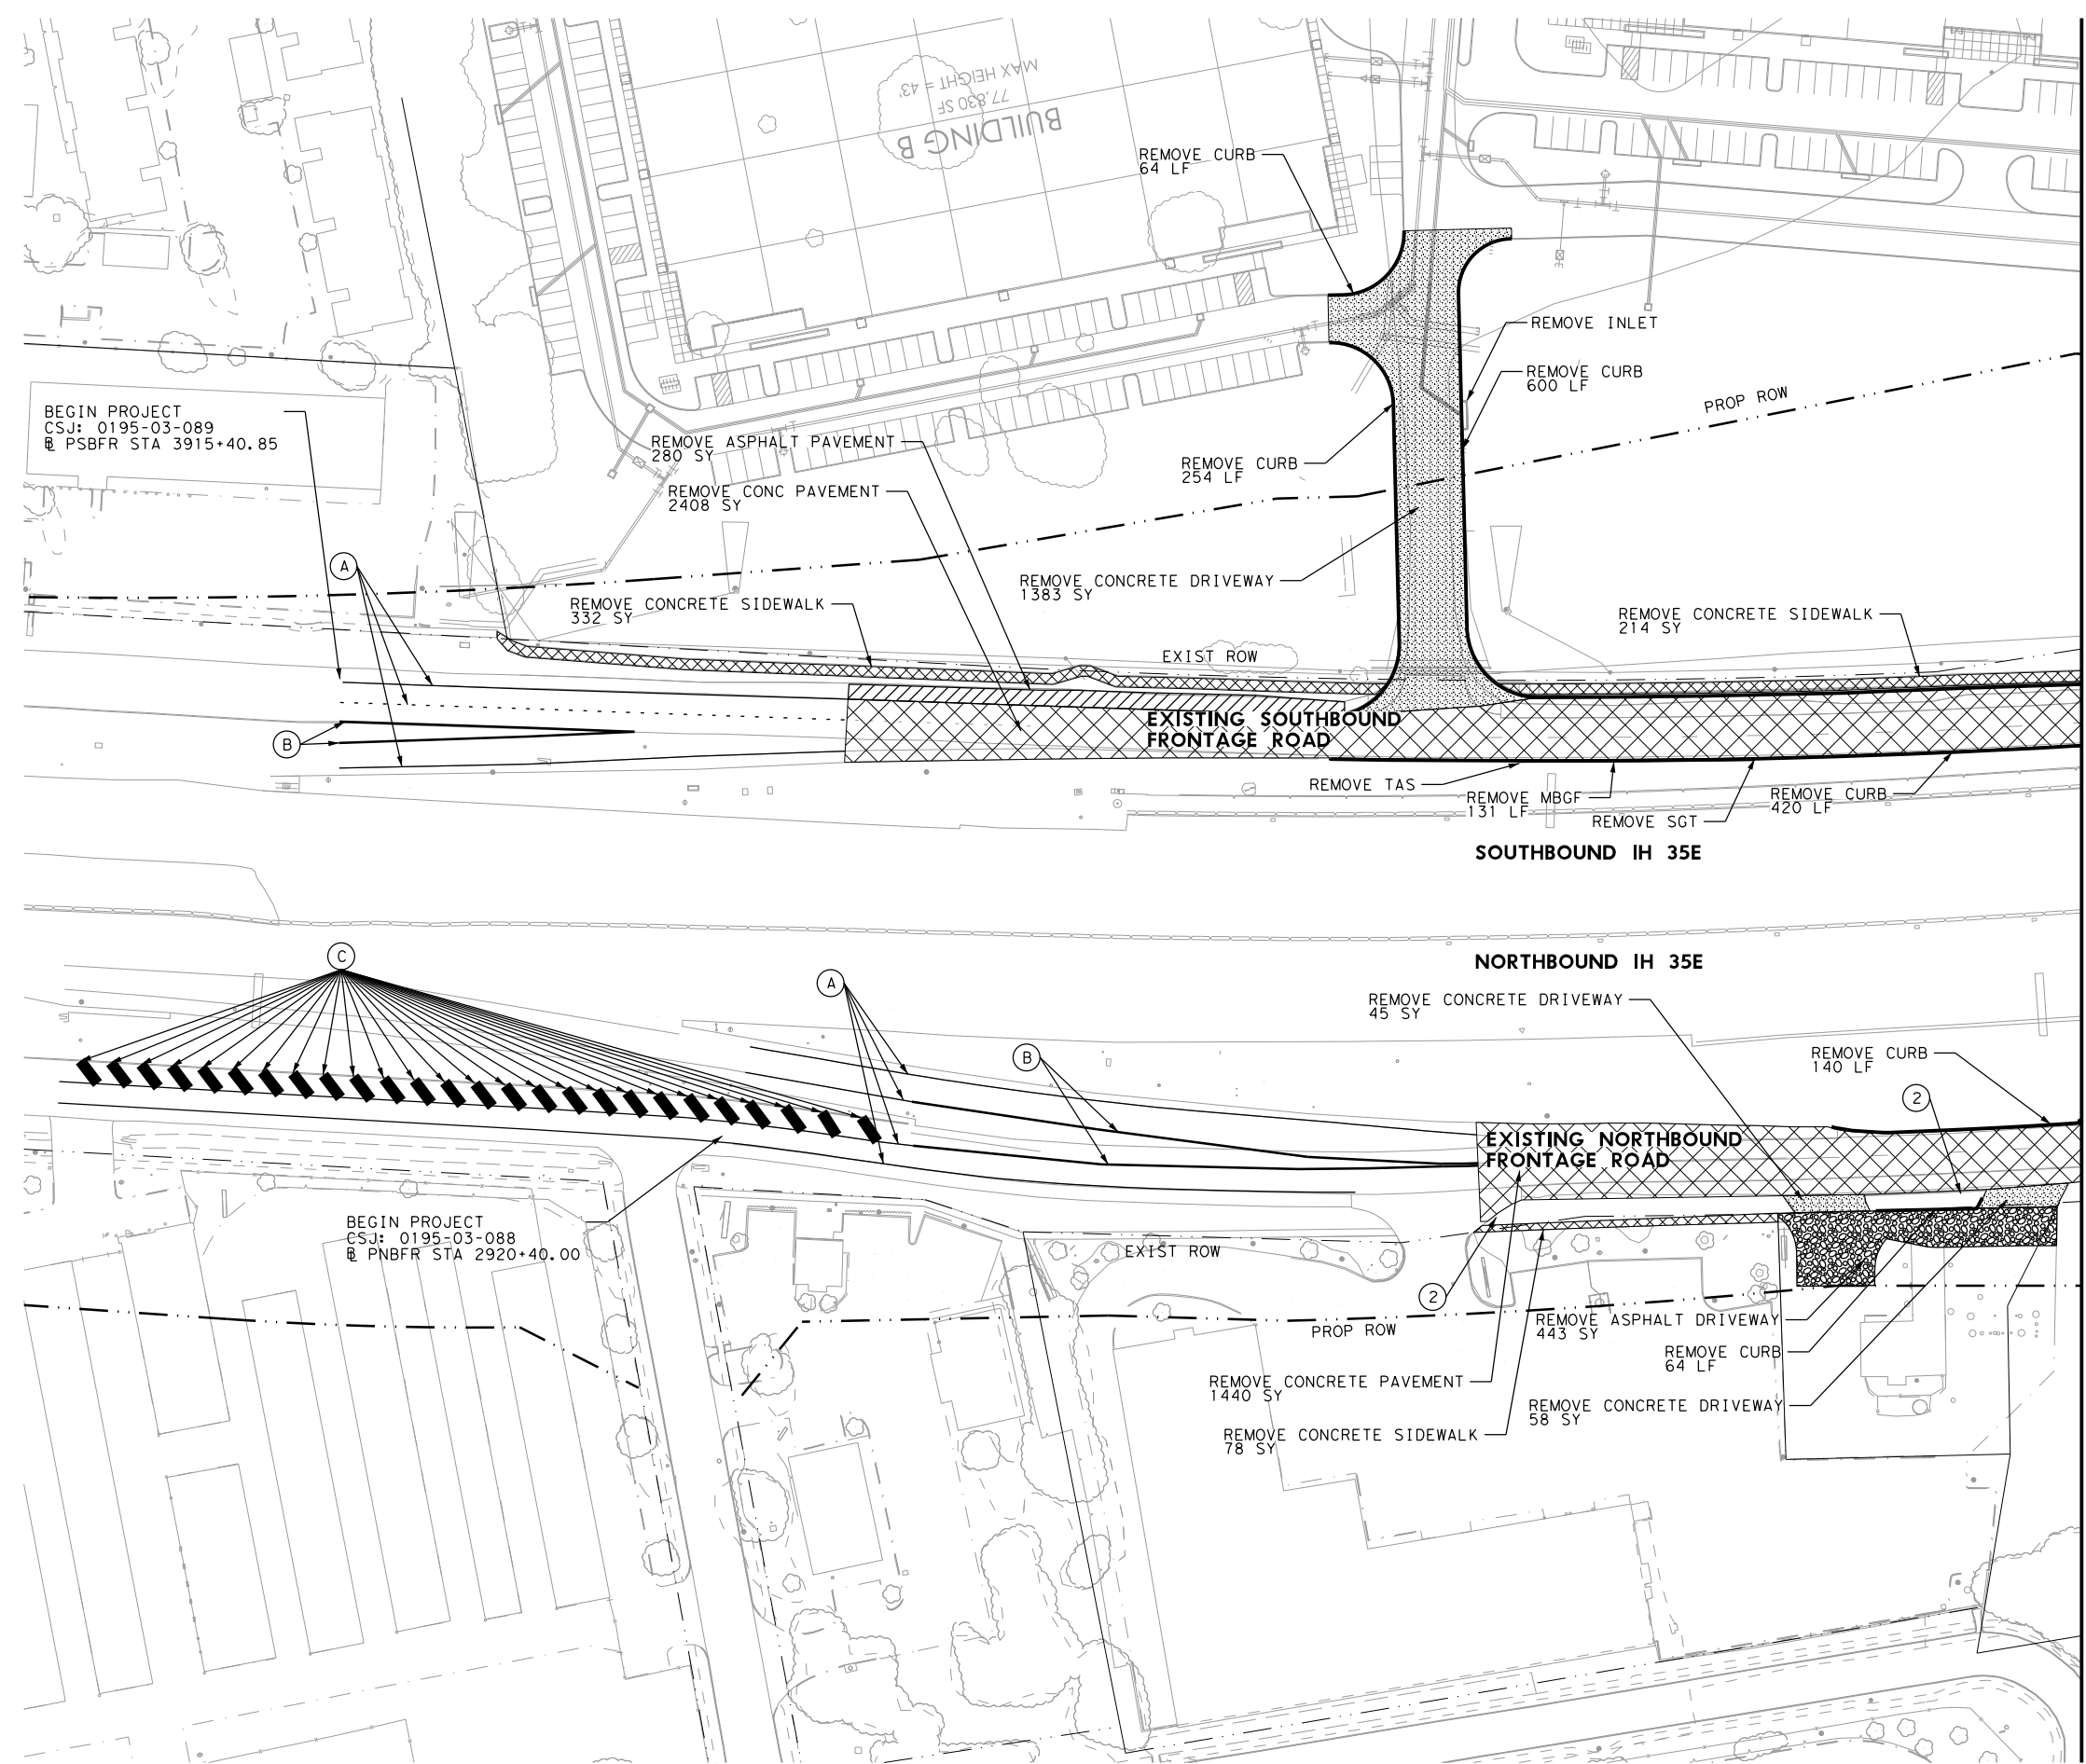 BUILDING B
77,830 SF
MAX HEIGHT = 43'
REMOVE CURB
64 LF
REMOVE INLET
REMOVE CURB
600 LF
PROP ROW
BEGIN PROJECT
CSJ: 0195-03-089
℄ PSBFR STA 3915+40.85
REMOVE ASPHALT PAVEMENT
280 SY
REMOVE CONC PAVEMENT
2408 SY
REMOVE CURB
254 LF
A
REMOVE CONCRETE DRIVEWAY
1383 SY
REMOVE CONCRETE SIDEWALK
332 SY
REMOVE CONCRETE SIDEWALK
214 SY
EXIST ROW
B
EXISTING SOUTHBOUND
FRONTAGE ROAD
REMOVE TAS
REMOVE MBGF
131 LF
REMOVE SGT
REMOVE CURB
420 LF
SOUTHBOUND IH 35E
C
A
NORTHBOUND IH 35E
REMOVE CONCRETE DRIVEWAY
45 SY
B
REMOVE CURB
140 LF
2
EXISTING NORTHBOUND
FRONTAGE ROAD
BEGIN PROJECT
CSJ: 0195-03-088
℄ PNBFR STA 2920+40.00
EXIST ROW
2
PROP ROW
REMOVE ASPHALT DRIVEWAY
443 SY
REMOVE CURB
64 LF
REMOVE CONCRETE PAVEMENT
1440 SY
REMOVE CONCRETE DRIVEWAY
58 SY
REMOVE CONCRETE SIDEWALK
78 SY